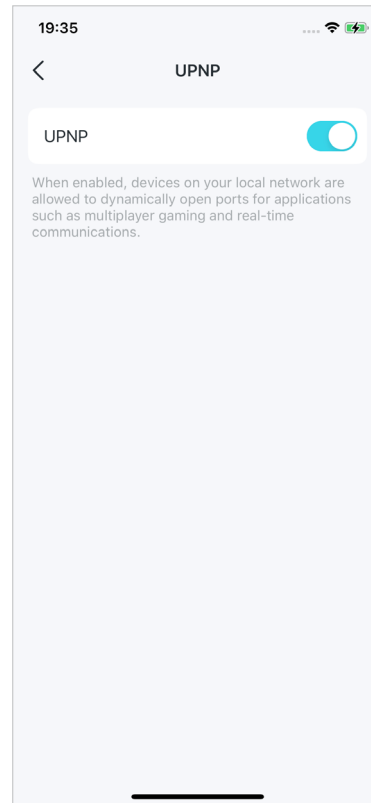 19:35
UPNP
UPNP
When enabled, devices on your local network are
allowed to dynamically open ports for applications
such as multiplayer gaming and real-time
communications.